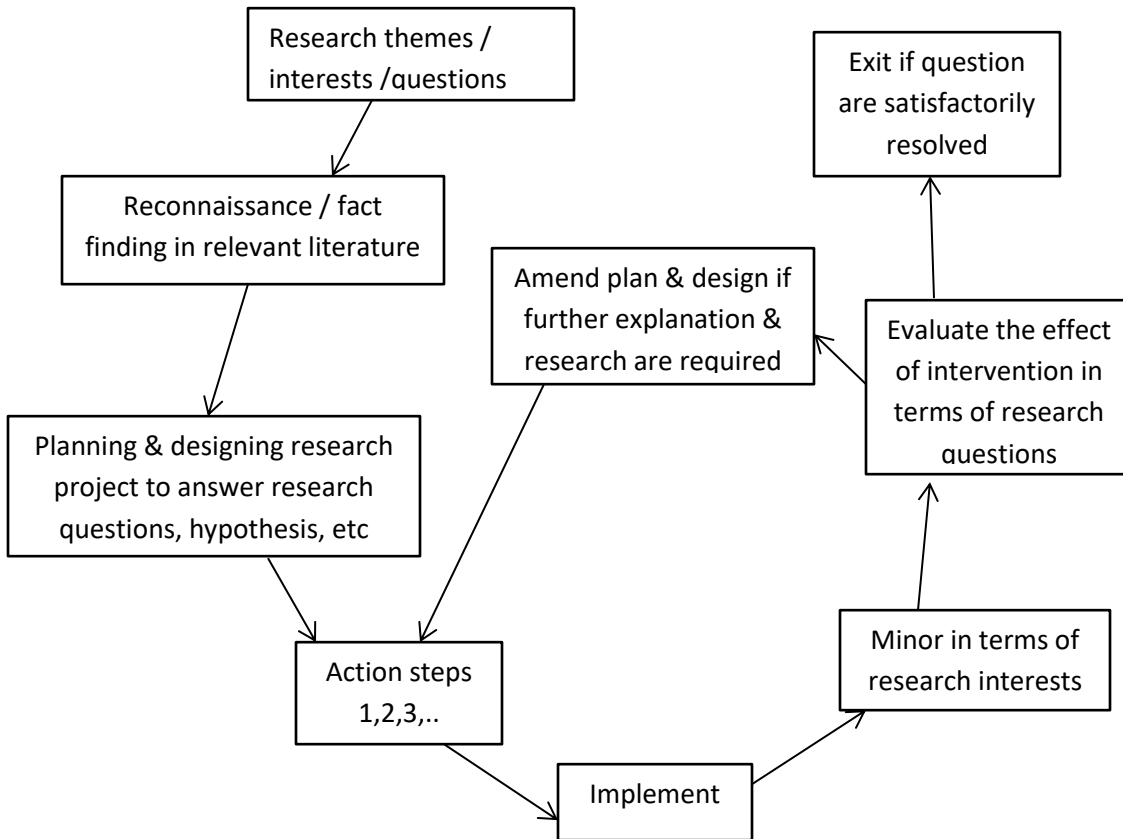 Research themes /
interests /questions
Reconnaissance / fact
finding in relevant literature
Planning & designing research
project to answer research
questions, hypothesis, etc
Action steps
1,2,3,..
Implement
Minor in terms of
research interests
Evaluate the effect
of intervention in
terms of research
questions
Amend plan & design if
further explanation &
research are required
Exit if question
are satisfactorily
resolved